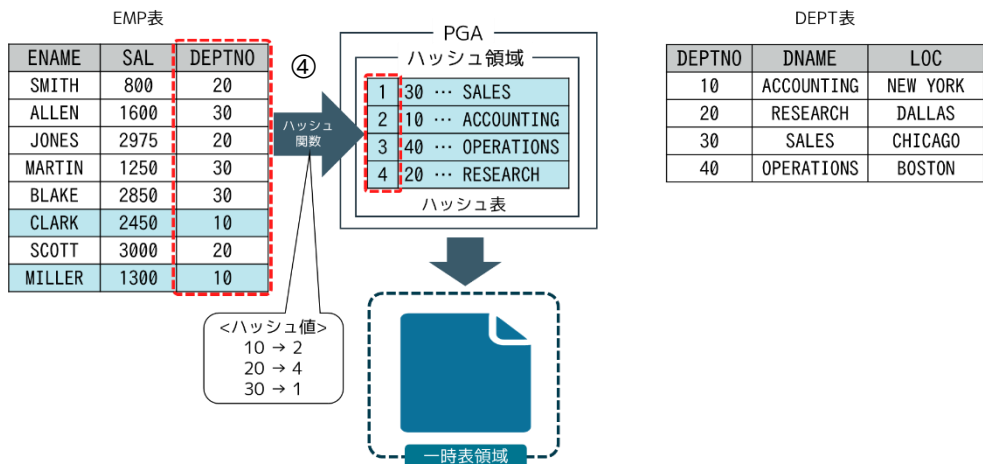 EMP表
ENAME SAL DEPTNO
SMITH 800 20
ALLEN 1600 30
JONES 2975 20
MARTIN 1250 30
BLAKE 2850 30
CLARK 2450 10
SCOTT 3000 20
MILLER 1300 10
④
ハッシュ
関数
<ハッシュ値>
10 → 2
20 → 4
30 → 1
PGA
ハッシュ領域
1 30 … SALES
2 10 … ACCOUNTING
3 40 … OPERATIONS
4 20 … RESEARCH
ハッシュ表
一時表領域
DEPT表
DEPTNO DNAME LOC
10 ACCOUNTING NEW YORK
20 RESEARCH DALLAS
30 SALES CHICAGO
40 OPERATIONS BOSTON